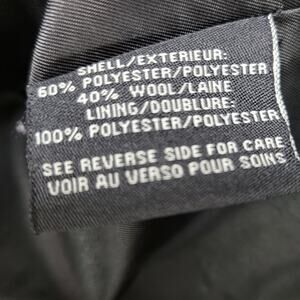 SHELL/EXTERIEUR:
60% POLYESTER/POLYESTER
40% WOOL/LAINE
LINING/DOUBLURE:
100% POLYESTER/POLYESTER
SEE REVERSE SIDE FOR CARE
VOIR AU VERSO POUR SOINS